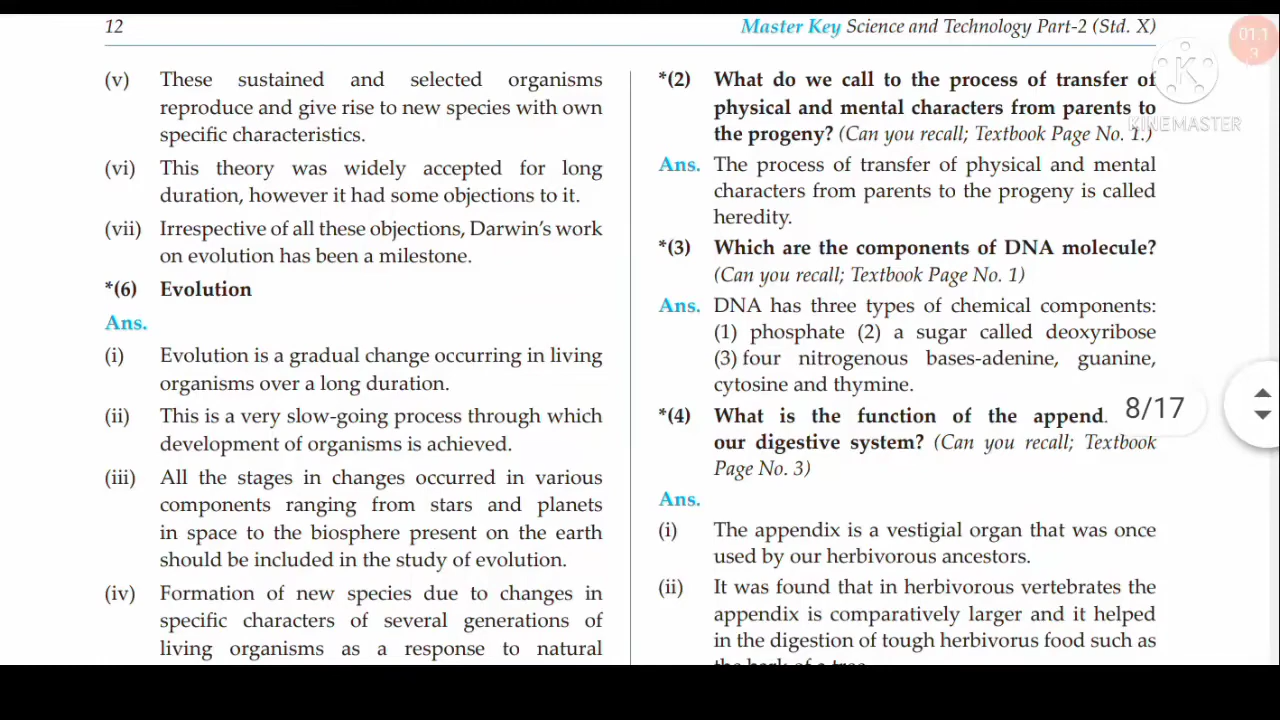 12
Master Key Science and Technology Part-2 (Std. X)
01:1
3
KINEMASTER
(v) These sustained and selected organisms
reproduce and give rise to new species with own
specific characteristics.
(vi) This theory was widely accepted for long
duration, however it had some objections to it.
(vii) Irrespective of all these objections, Darwin's work
on evolution has been a milestone.
*(6) Evolution
Ans.
(i) Evolution is a gradual change occurring in living
organisms over a long duration.
(ii) This is a very slow-going process through which
development of organisms is achieved.
(iii) All the stages in changes occurred in various
components ranging from stars and planets
in space to the biosphere present on the earth
should be included in the study of evolution.
(iv) Formation of new species due to changes in
specific characters of several generations of
living organisms as a response to natural
*(2) What do we call to the process of transfer of
physical and mental characters from parents to
the progeny? (Can you recall; Textbook Page No. 1.)
Ans. The process of transfer of physical and mental
characters from parents to the progeny is called
heredity.
*(3) Which are the components of DNA molecule?
(Can you recall; Textbook Page No. 1)
Ans. DNA has three types of chemical components:
(1) phosphate (2) a sugar called deoxyribose
(3) four nitrogenous bases-adenine, guanine,
cytosine and thymine.
*(4) What is the function of the append.
our digestive system? (Can you recall; Textbook
Page No. 3)
8/17
Ans.
(i) The appendix is a vestigial organ that was once
used by our herbivorous ancestors.
(ii) It was found that in herbivorous vertebrates the
appendix is comparatively larger and it helped
in the digestion of tough herbivorus food such as
the bark of a tree